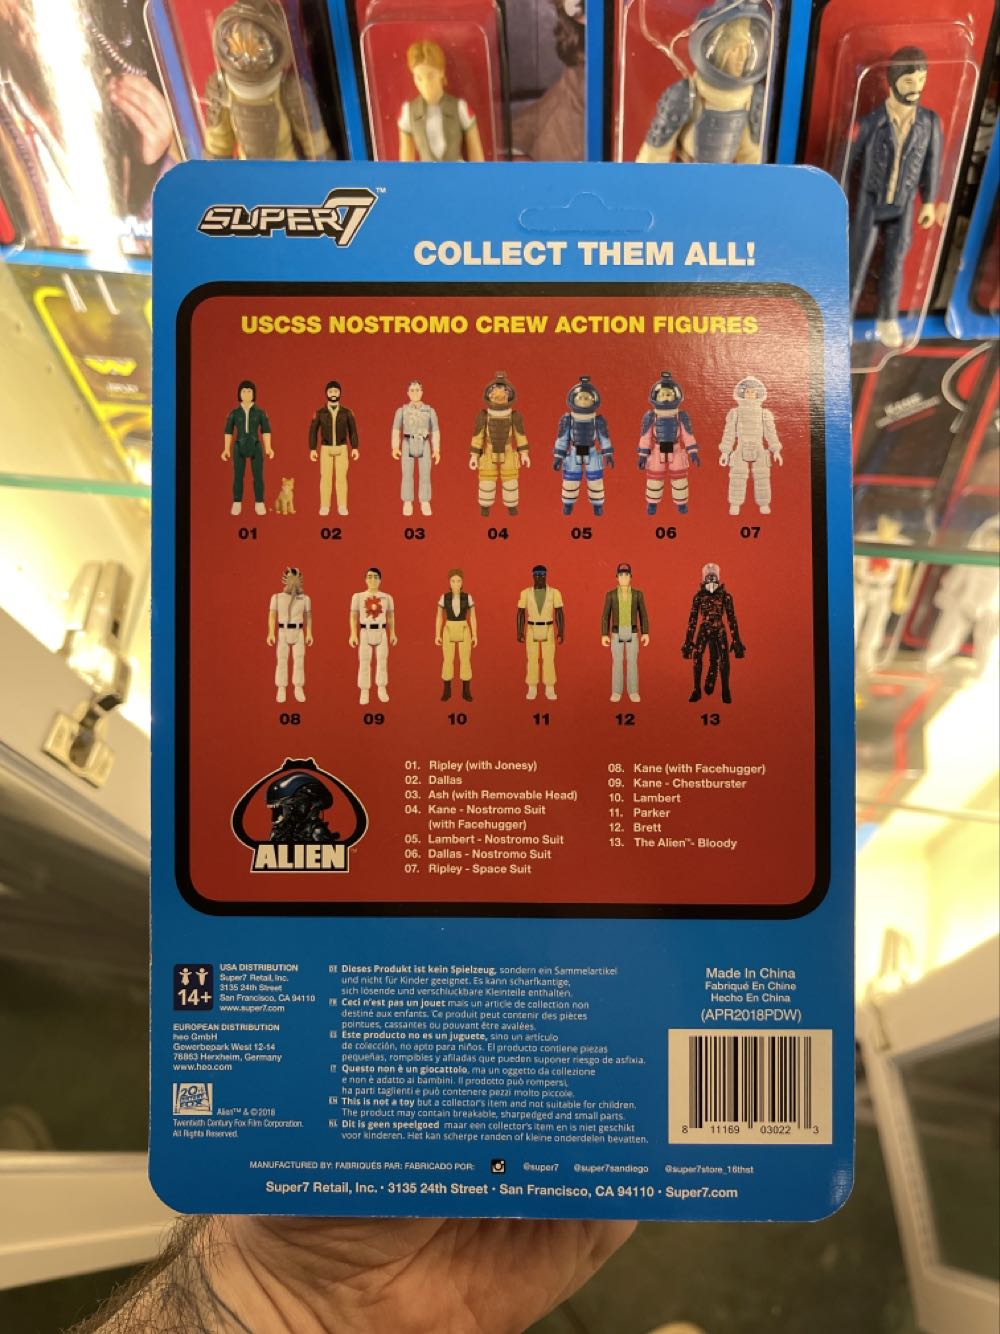 SUPER7™
COLLECT THEM ALL!
USCSS NOSTROMO CREW ACTION FIGURES
01 02 03 04 05 06 07
08 09 10 11 12 13
01. Ripley (with Jonesy)
02. Dallas
03. Ash (with Removable Head)
04. Kane - Nostromo Suit
(with Facehugger)
05. Lambert - Nostromo Suit
06. Dallas - Nostromo Suit
07. Ripley - Space Suit
08. Kane (with Facehugger)
09. Kane - Chestburster
10. Lambert
11. Parker
12. Brett
13. The Alien™- Bloody
ALIEN™
14+
USA DISTRIBUTION
Super7 Retail, Inc.
3135 24th Street
San Francisco, CA 94110
www.super7.com
EUROPEAN DISTRIBUTION
heo GmbH
Gewerbepark West 12-14
76863 Herxheim, Germany
www.heo.com
Alien™ & ©2018
Twentieth Century Fox Film Corporation.
All Rights Reserved.
DE Dieses Produkt ist kein Spielzeug, sondern ein Sammelartikel
und nicht für Kinder geeignet. Es kann scharfkantige,
sich lösende und verschluckbare Kleinteile enthalten.
FR Ceci n'est pas un jouet mais un article de collection non
destiné aux enfants. Ce produit peut contenir des pièces
pointues, cassantes ou pouvant être avalées.
ES Este producto no es un juguete, sino un artículo
de colección, no apto para niños. El producto contiene piezas
pequeñas, rompibles y afiladas que pueden suponer riesgo de asfixia.
IT Questo non è un giocattolo, ma un oggetto da collezione
e non è adatto ai bambini. Il prodotto può rompersi,
ha parti taglienti e può contenere pezzi molto piccole.
EN This is not a toy but a collector's item and not suitable for children.
The product may contain breakable, sharpedged and small parts.
NL Dit is geen speelgoed maar een collector's item en is niet geschikt
voor kinderen. Het kan scherpe randen of kleine onderdelen bevatten.
Made In China
Fabriqué En Chine
Hecho En China
(APR2018PDW)
8 11169 03022 3
MANUFACTURED BY: FABRIQUÉS PAR: FABRICADO POR: @super7 @super7sandiego @super7store_16thst
Super7 Retail, Inc. • 3135 24th Street • San Francisco, CA 94110 • Super7.com
KANE